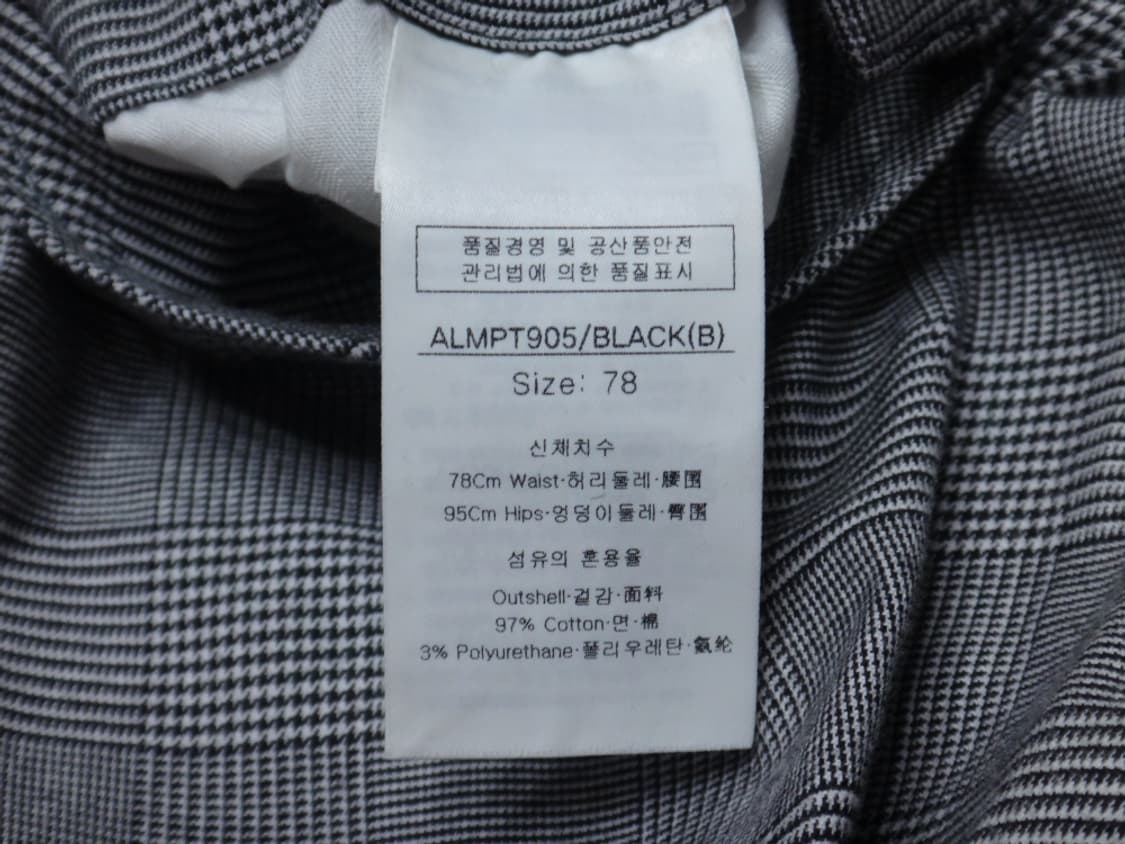 품질경영 및 공산품안전
관리법에 의한 품질표시
ALMPT905/BLACK(B)
Size: 78
신체치수
78Cm Waist·허리둘레·腰围
95Cm Hips·엉덩이둘레·臀围
섬유의 혼용율
Outshell·겉감·面料
97% Cotton·면·棉
3% Polyurethane·폴리우레탄·氨纶